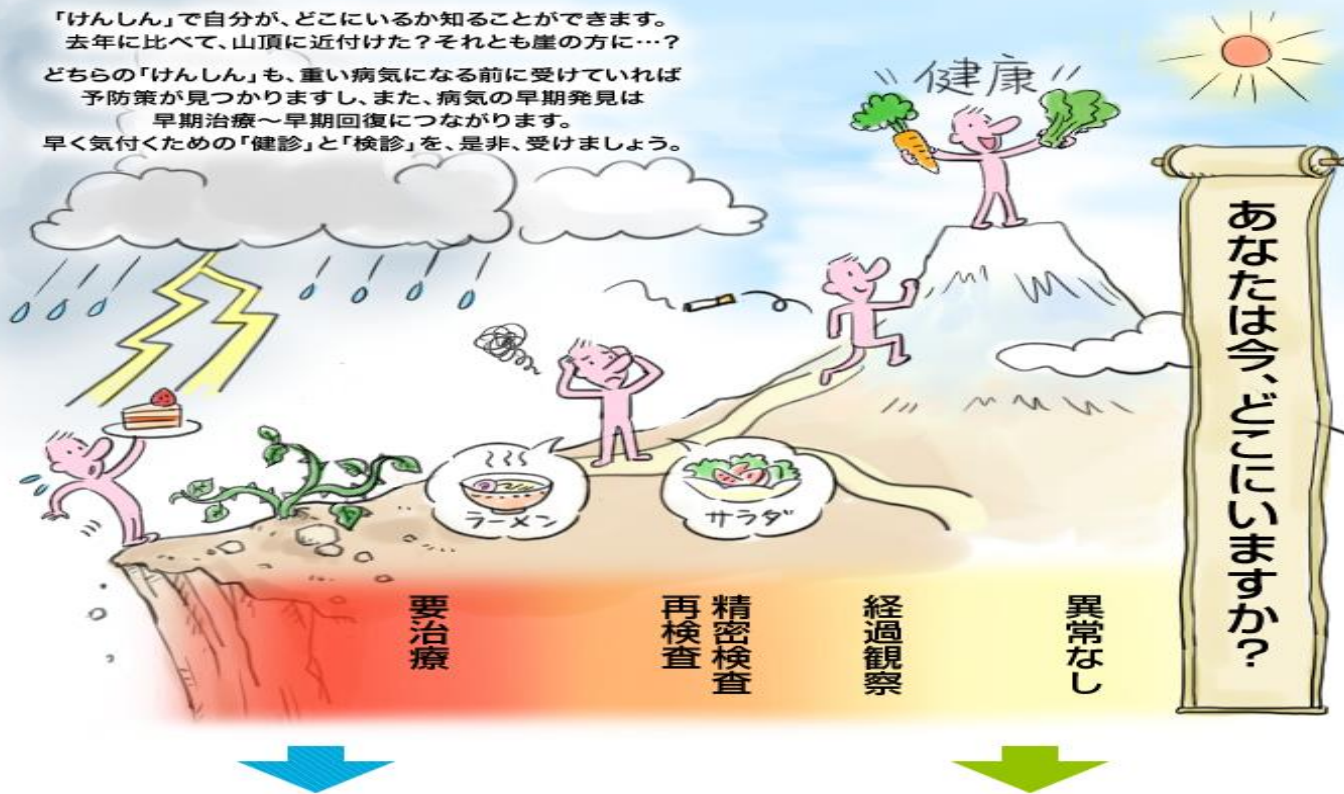 「けんしん」で自分が、どこにいるか知ることができます。
去年に比べて、山頂に近付けた?それとも崖の方に…?
どちらの「けんしん」も、重い病気になる前に受けていれば
予防策が見つかりますし、また、病気の早期発見は
早期治療〜早期回復につながります。
早く気付くための「健診」と「検診」を、是非、受けましょう。
健康
あなたは今、どこにいますか?
ラーメン
サラダ
要治療
精密検査
再検査
経過観察
異常なし